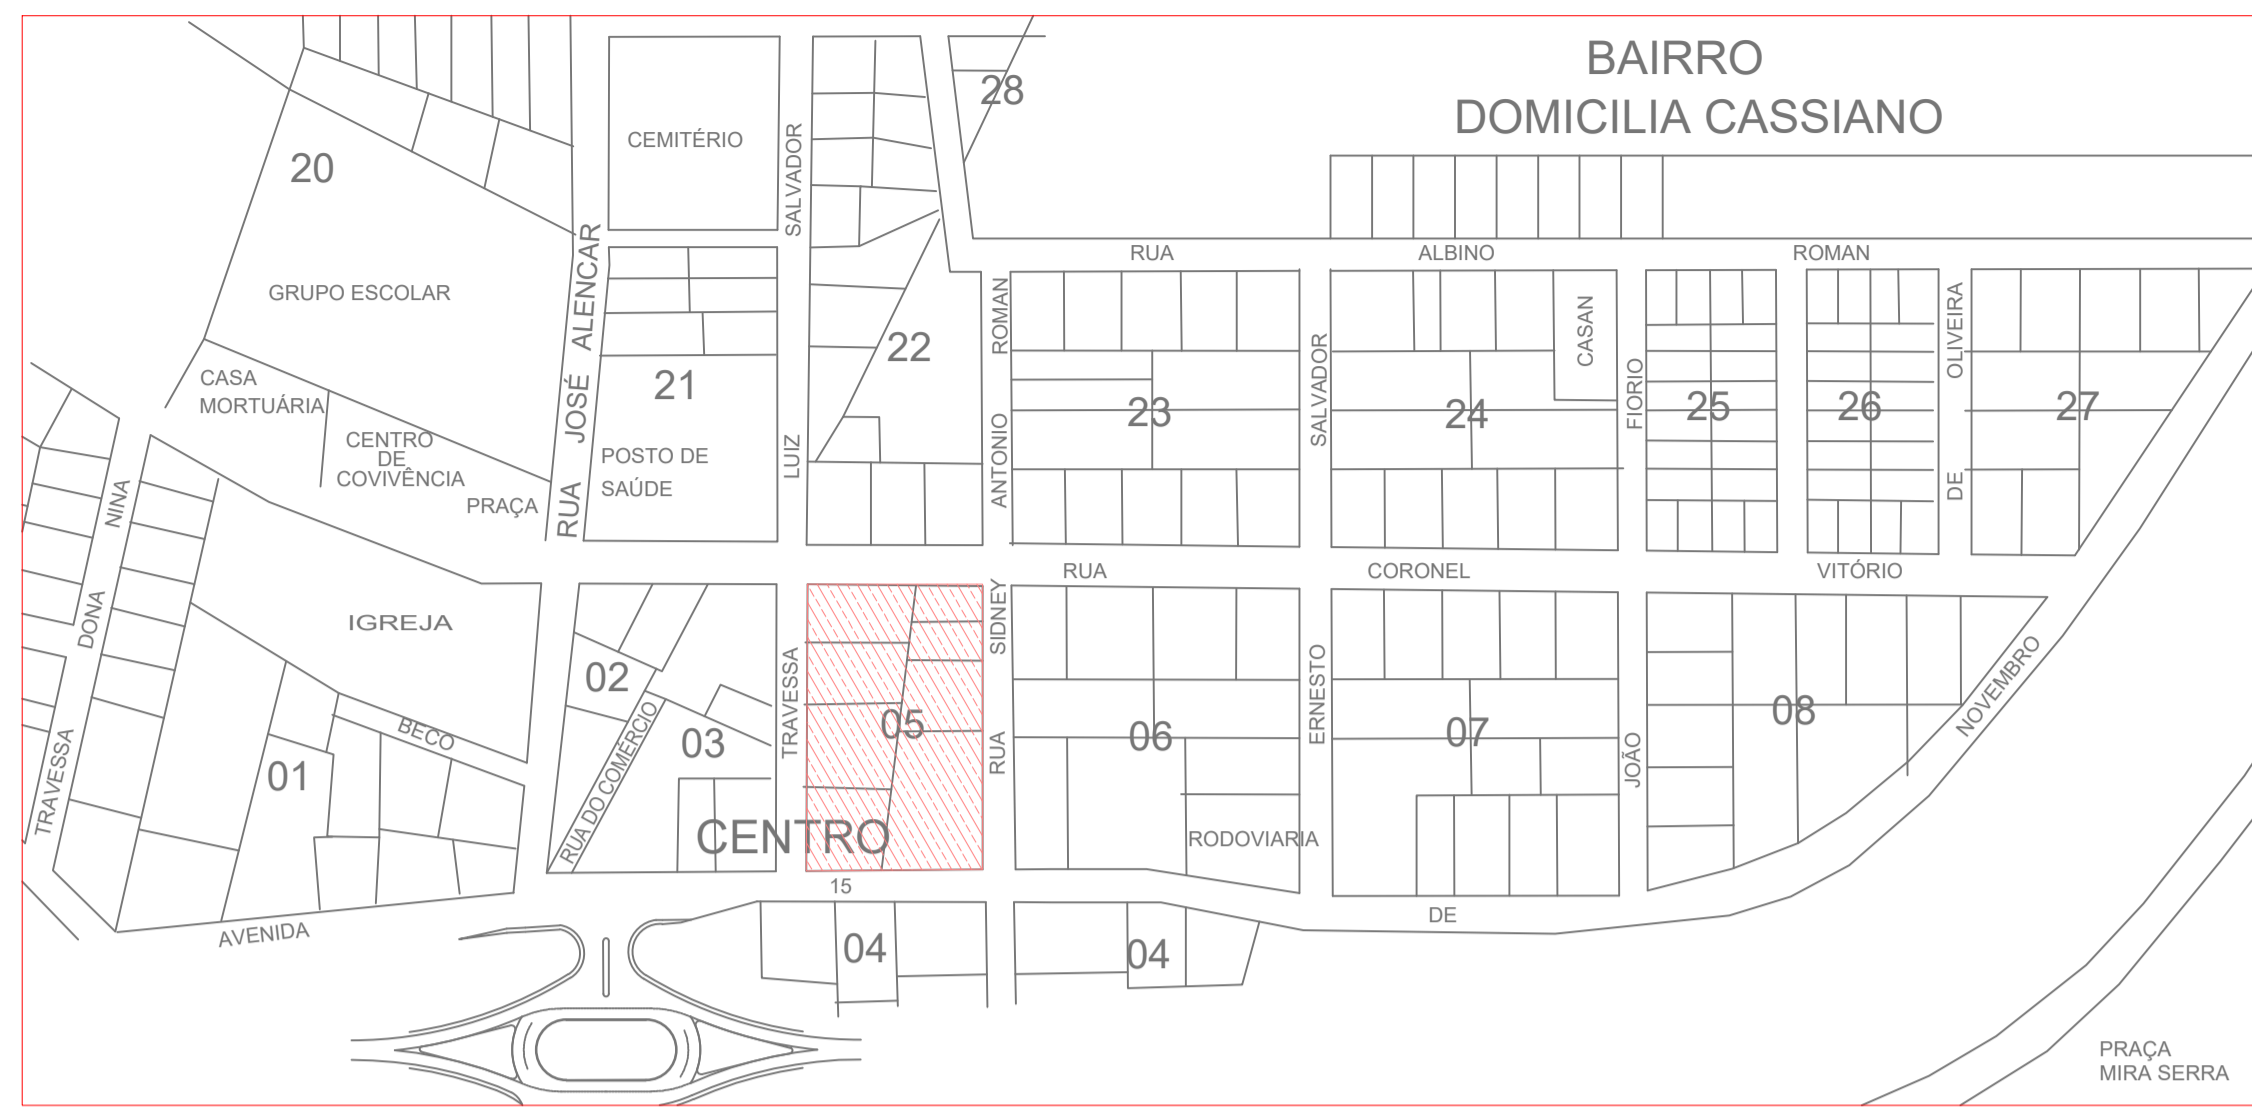 BAIRRO
DOMICILIA CASSIANO
28
CEMITÉRIO
SALVADOR
20
RUA
ALBINO
ROMAN
GRUPO ESCOLAR
RUA JOSÉ ALENCAR
ROMAN
OLIVEIRA
CASAN
22
SALVADOR
FIORIO
CASA
MORTUÁRIA
21
23
24
25
26
27
CENTRO
DE
COVIVÊNCIA
POSTO DE
SAÚDE
LUIZ
ANTONIO
DE
PRAÇA
NINA
RUA
CORONEL
VITÓRIO
DONA
IGREJA
SIDNEY
02
TRAVESSA
ERNESTO
NOVEMBRO
BECO
RUA DO COMÉRCIO
03
05
RUA
06
07
JOÃO
08
01
TRAVESSA
CENTRO
RODOVIARIA
15
DE
AVENIDA
04
04
PRAÇA
MIRA SERRA